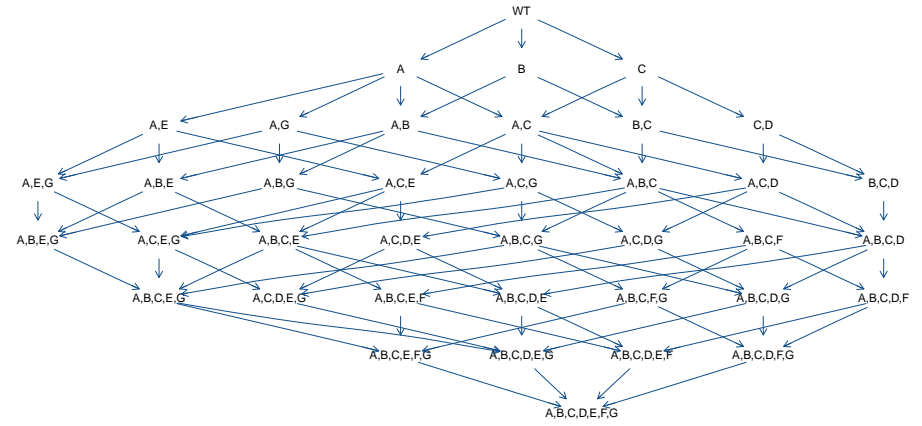 WT
A B C
A,E A,G A,B A,C B,C C,D
A,E,G A,B,E A,B,G A,C,E A,C,G A,B,C A,C,D B,C,D
A,B,E,G A,C,E,G A,B,C,E A,C,D,E A,B,C,G A,C,D,G A,B,C,F A,B,C,D
A,B,C,E,G A,C,D,E,G A,B,C,E,F A,B,C,D,E A,B,C,F,G A,B,C,D,G A,B,C,D,F
A,B,C,E,F,G A,B,C,D,E,G A,B,C,D,E,F A,B,C,D,F,G
A,B,C,D,E,F,G